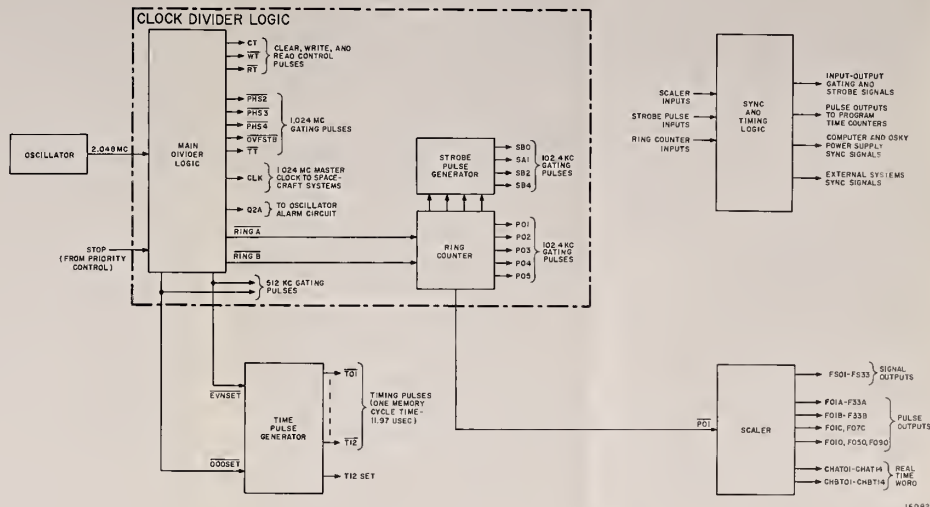 CLOCK DIVIDER LOGIC
OSCILLATOR
2.048 MC
STOP
(FROM PRIORITY
CONTROL)
MAIN
DIVIDER
LOGIC
CT
WT
RT
CLEAR, WRITE, AND
READ CONTROL
PULSES
PHS2
PHS3
PHS4
OVFSTB
TT
1.024 MC
GATING PULSES
CLK
1.024 MC MASTER
CLOCK TO SPACE-
CRAFT SYSTEMS
Q2A
TO OSCILLATOR
ALARM CIRCUIT
RING A
RING B
512 KC GATING
PULSES
STROBE
PULSE
GENERATOR
SB0
SA1
SB2
SB4
102.4 KC
GATING
PULSES
RING
COUNTER
P01
P02
P03
P04
P05
102.4 KC
GATING
PULSES
SCALER
INPUTS
STROBE PULSE
INPUTS
RING COUNTER
INPUTS
SYNC
AND
TIMING
LOGIC
INPUT-OUTPUT
GATING AND
STROBE SIGNALS
PULSE OUTPUTS
TO PROGRAM
TIME COUNTERS
COMPUTER AND OSKY
POWER SUPPLY
SYNC SIGNALS
EXTERNAL SYSTEMS
SYNC SIGNALS
EVNSET
ODDSET
TIME
PULSE
GENERATOR
T01
T12
TIMING PULSES
(ONE MEMORY
CYCLE TIME-
11.97 USEC)
T12 SET
P01
SCALER
FS01-FS33
SIGNAL
OUTPUTS
F01A-F33A
F01B-F33B
F01C, F07C
F01D, F05D, F09D
PULSE
OUTPUTS
CHAT01-CHAT14
CHBT01-CHBT14
REAL
TIME
WORD